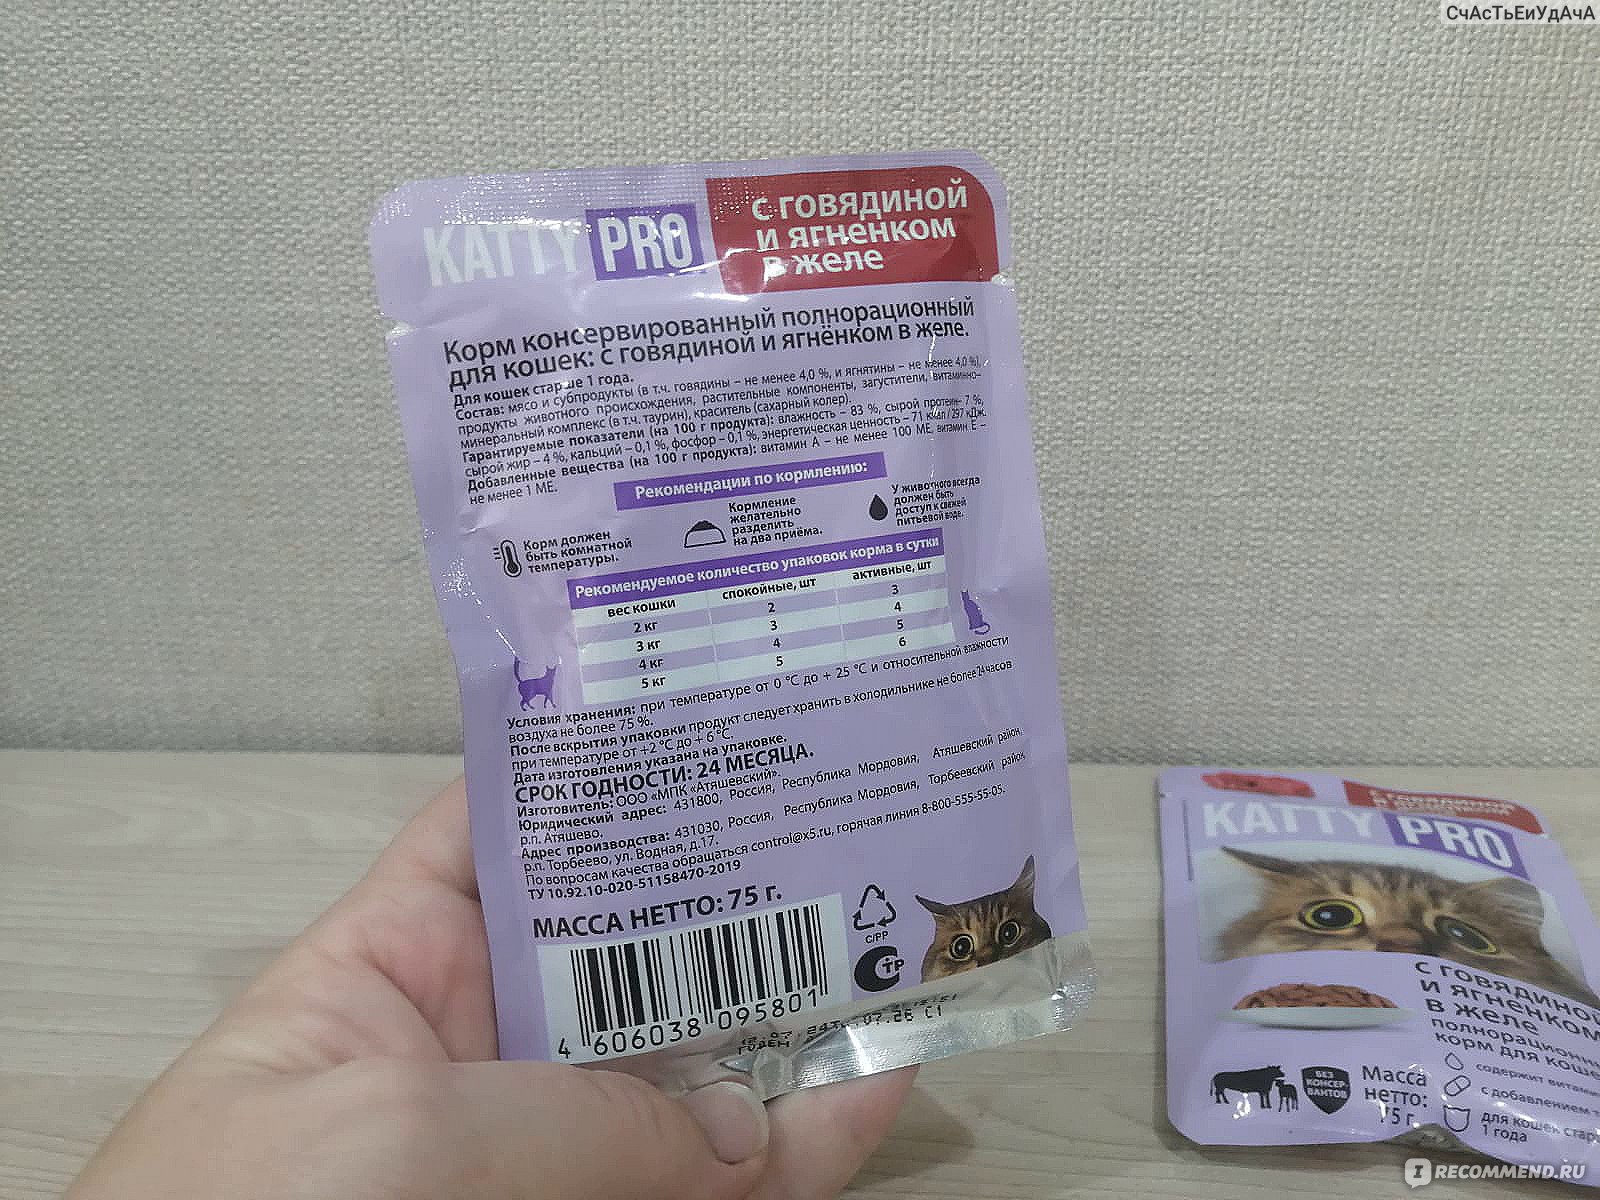 СчАсТьЕиУдАчА
KATTY PRO
с говядиной
и ягненком
в желе
Корм консервированный полнорационный
для кошек: с говядиной и ягнёнком в желе.
Для кошек старше 1 года.
Состав: мясо и субпродукты (в т.ч. говядины – не менее 4,0 %, и ягнятины – не менее 4,0 %),
продукты животного происхождения, растительные компоненты, загустители, витаминно-
минеральный комплекс (в т.ч. таурин), краситель (сахарный колер).
Гарантируемые показатели (на 100 г продукта): влажность – 83 %, сырой протеин– 7 %,
сырой жир – 4 %, кальций – 0,1 %, фосфор – 0,1 %, энергетическая ценность – 71 ккал / 297 кДж.
Добавленные вещества (на 100 г продукта): витамин А – не менее 100 МЕ, витамин Е –
не менее 1 МЕ.
Рекомендации по кормлению:
Корм должен
быть комнатной
температуры.
Кормление
желательно
разделить
на два приёма.
У животного всегда
должен быть
доступ к свежей
питьевой воде.
Рекомендуемое количество упаковок корма в сутки
вес кошки спокойные, шт активные, шт
2 кг 2 3
3 кг 3 4
4 кг 4 5
5 кг 5 6
Условия хранения: при температуре от 0 °С до + 25 °С и относительной влажности
воздуха не более 75 %.
После вскрытия упаковки продукт следует хранить в холодильнике не более 24 часов
при температуре от +2 °С до + 6 °С.
Дата изготовления указана на упаковке.
СРОК ГОДНОСТИ: 24 МЕСЯЦА.
Изготовитель: ООО «МПК «Атяшевский».
Юридический адрес: 431800, Россия, Республика Мордовия, Атяшевский район,
р.п. Атяшево.
Адрес производства: 431030, Россия, Республика Мордовия, Торбеевский район,
р.п. Торбеево, ул. Водная, д.17.
По вопросам качества обращаться control@x5.ru, горячая линия 8-800-555-55-05.
ТУ 10.92.10-020-51158470-2019
МАССА НЕТТО: 75 г.
C/PP
СТР
4 606038 095801
KATTY PRO
с говядиной
и ягненком
в желе
полнорационн
корм для коше
БЕЗ
КОНСЕР-
ВАНТОВ
Масса
нетто:
75 г.
содержит витами
с добавлением т
для кошек стар
1 года
IRECOMMEND.RU